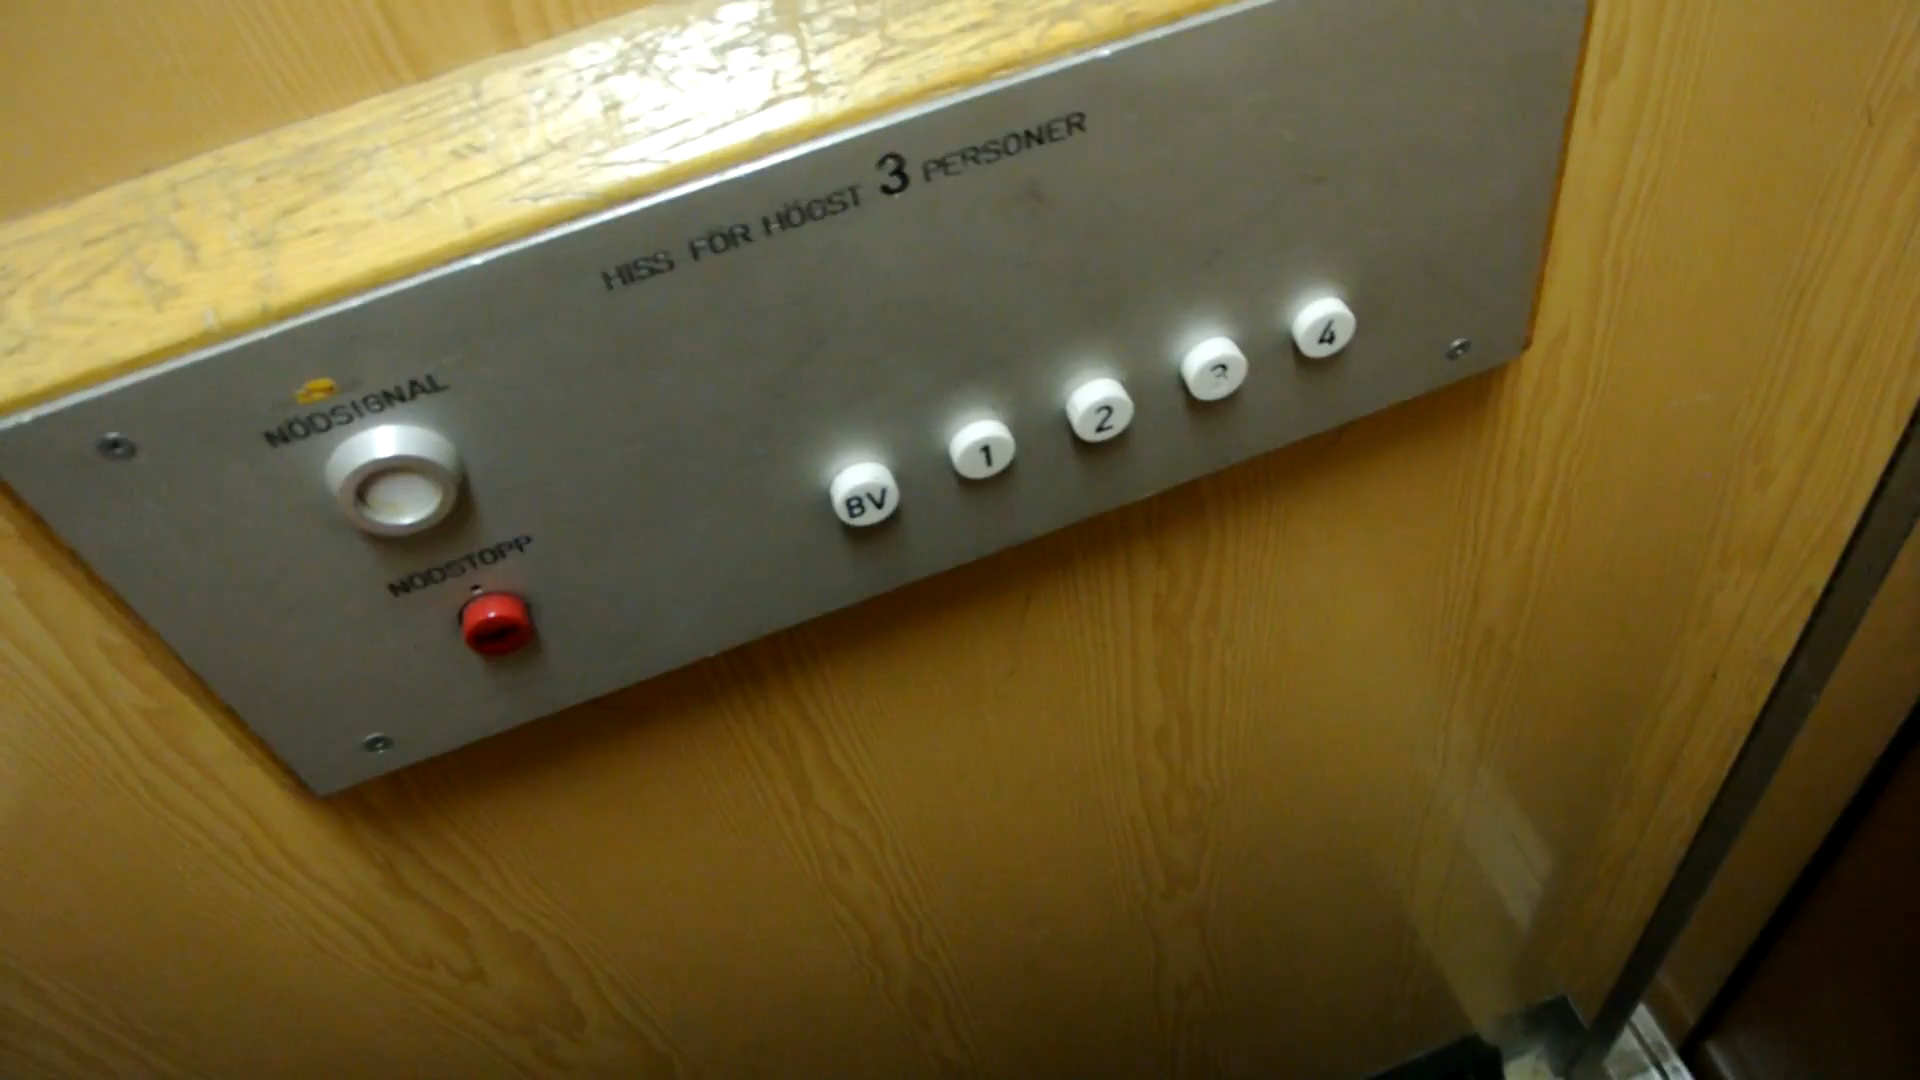 HISS FÖR HÖGST 3 PERSONER
NÖDSIGNAL
NÖDSTOPP
BV
1
2
3
4